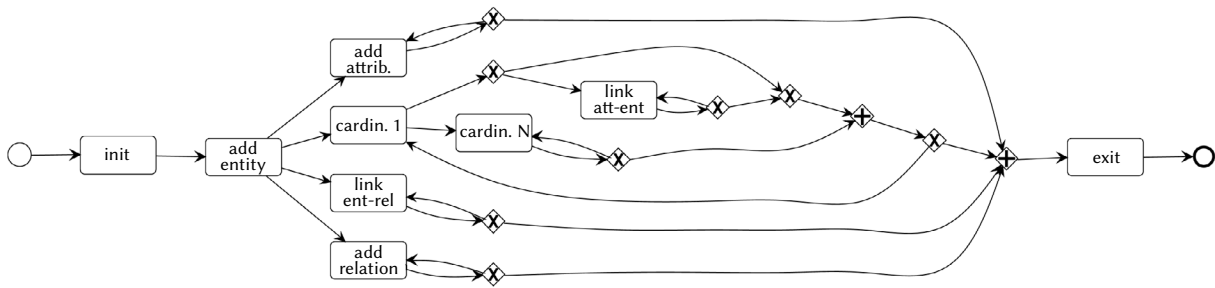 init
add
entity
add
attrib.
cardin. 1
link
ent-rel
add
relation
cardin. N
link
att-ent
exit